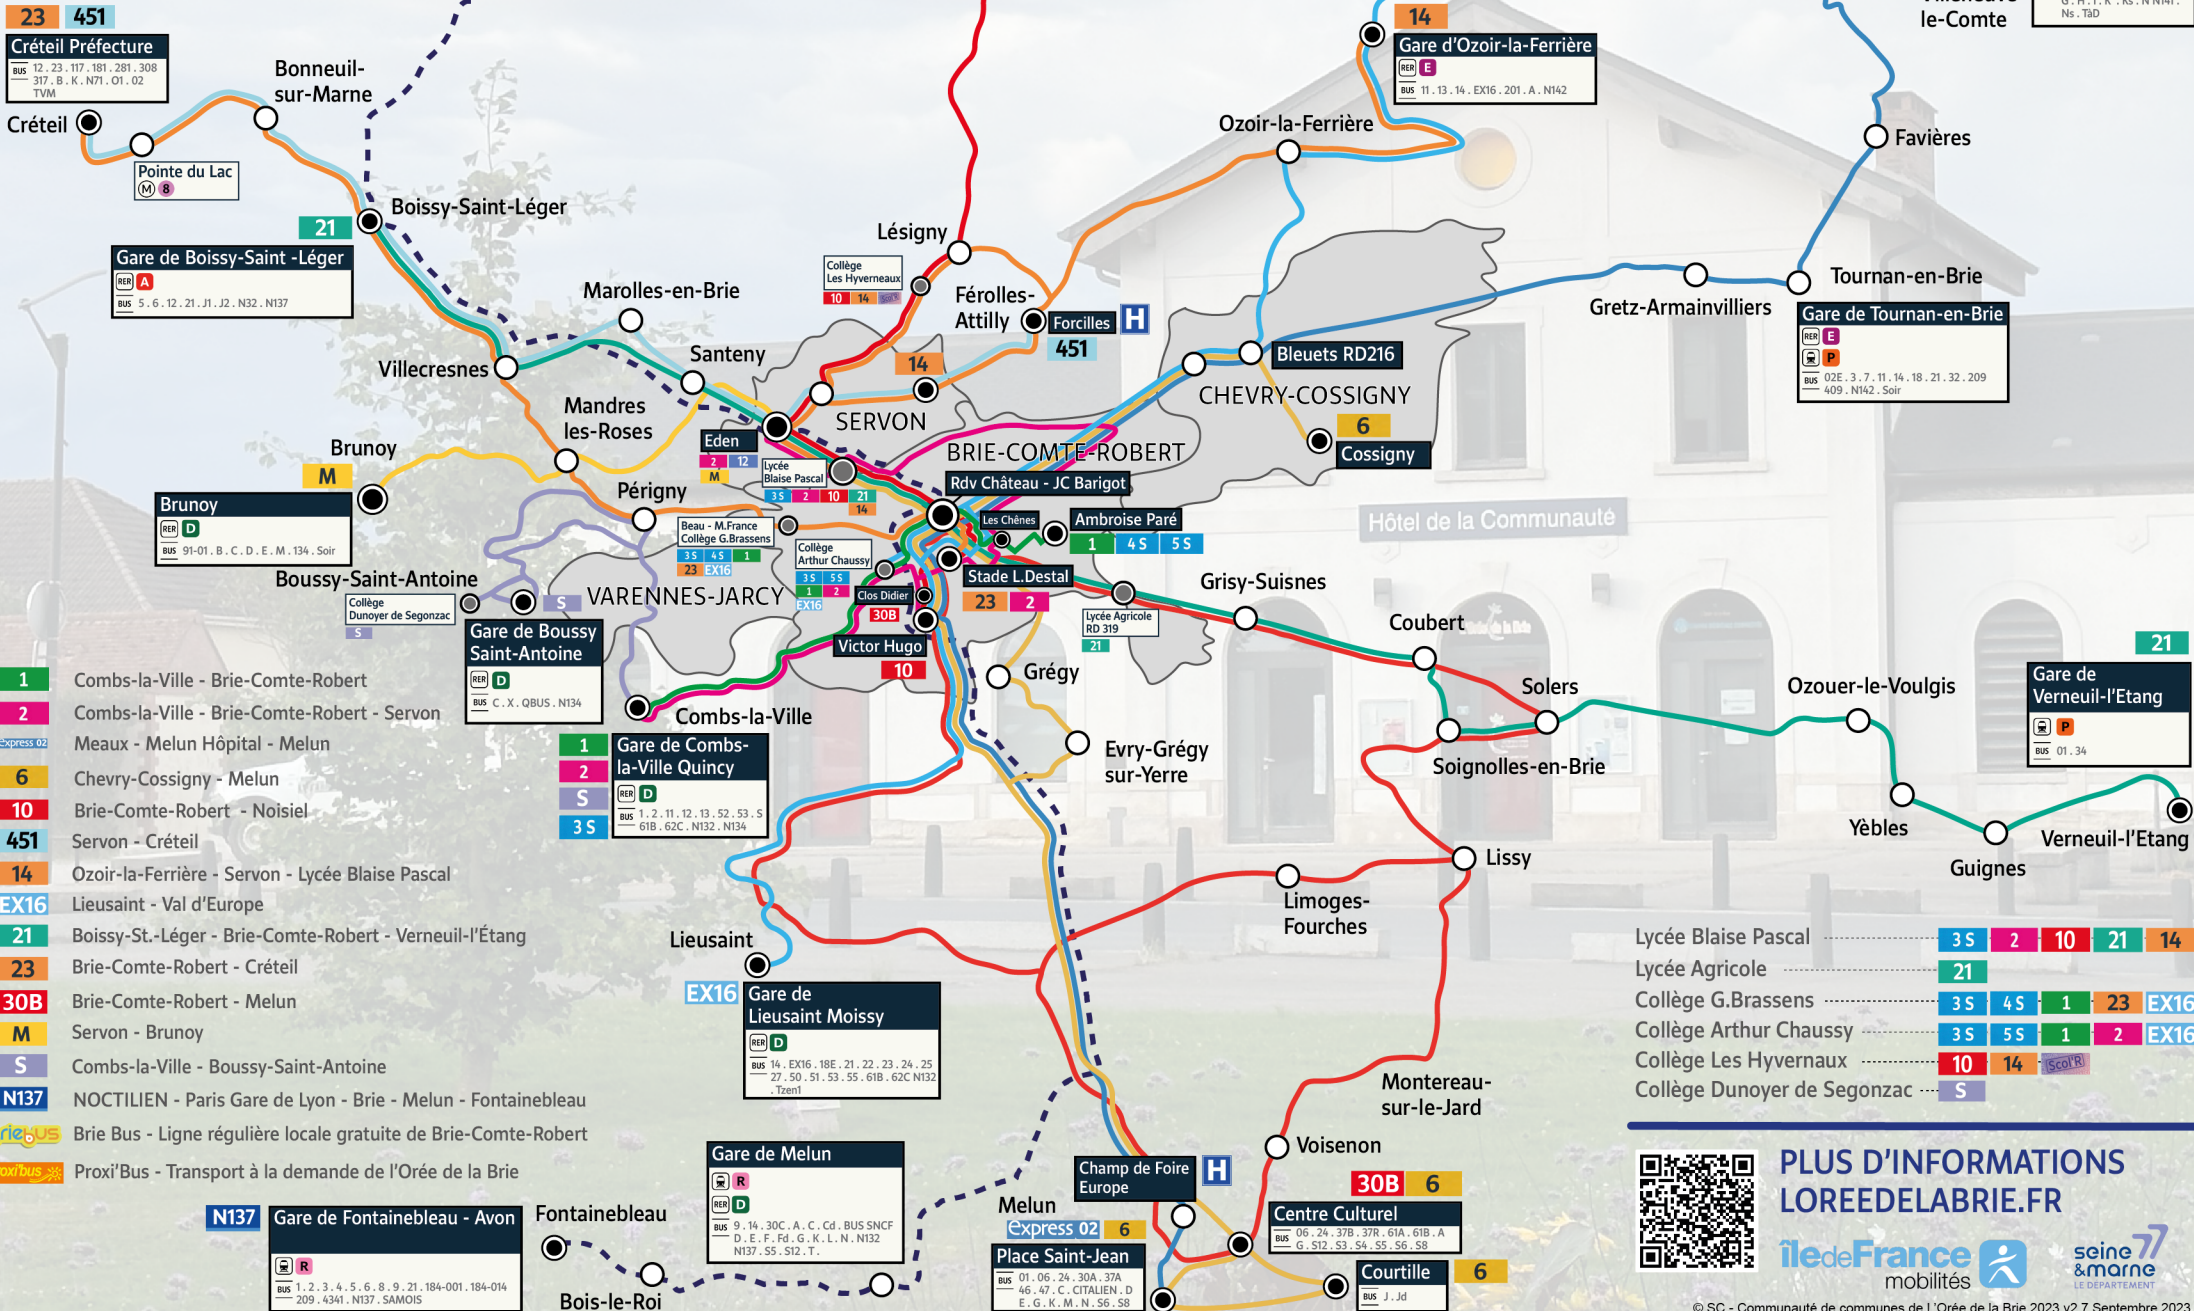 23 451
Créteil Préfecture
BUS 12 . 23 . 117 . 181 . 281 . 308
317 . B . K . N71 . O1 . 02
TVM
Créteil
Bonneuil-
sur-Marne
Pointe du Lac
M 8
21
Boissy-Saint-Léger
Gare de Boissy-Saint -Léger
RER A
BUS 5 . 6 . 12 . 21 . J1 . J2 . N32 . N137
Marolles-en-Brie
Villecresnes
Santeny
Mandres
les-Roses
Brunoy
M
Brunoy
RER D
BUS 91-01 . B . C . D . E . M . 134 . Soir
Périgny
Boussy-Saint-Antoine
Collège
Dunoyer de Segonzac
S
S
Gare de Boussy
Saint-Antoine
RER D
BUS C . X . QBUS . N134
VARENNES-JARCY
Combs-la-Ville
1
2
S
3 S
Gare de Combs-
la-Ville Quincy
RER D
BUS 1 . 2 . 11 . 12 . 13 . 52 . 53 . S
61B . 62C . N132 . N134
Lésigny
Collège
Les Hyverneaux
10 14 Scol'R
Férolles-
Attilly
Forcilles H
451
14
SERVON
Eden
2 12
M
Lycée
Blaise Pascal
3 S 2 10 21
14
Beau - M.France
Collège G.Brassens
3 S 4 S 1
23 EX16
Collège
Arthur Chaussy
3 S 5 S
1 2
EX16
Clos Didier
30B
Victor Hugo
10
BRIE-COMTE-ROBERT
Rdv Château - JC Barigot
Les Chênes
Ambroise Paré
1 4 S 5 S
Stade L.Destal
23 2
Lycée Agricole
RD 319
21
14
Gare d'Ozoir-la-Ferrière
RER E
BUS 11 . 13 . 14 . EX16 . 201 . A . N142
Ozoir-la-Ferrière
Bleuets RD216
CHEVRY-COSSIGNY
6
Cossigny
le-Comte
Ns . TàD
Favières
Tournan-en-Brie
Gretz-Armainvilliers
Gare de Tournan-en-Brie
RER E
P
BUS 02E . 3 . 7 . 11 . 14 . 18 . 21 . 32 . 209
409 . N142 . Soir
Hôtel de la Communauté
Grisy-Suisnes
Coubert
Solers
Soignolles-en-Brie
Ozouer-le-Voulgis
21
Gare de
Verneuil-l'Etang
P
BUS 01 . 34
Yèbles
Guignes
Verneuil-l'Etang
Grégy
Evry-Grégy
sur-Yerre
Lissy
Limoges-
Fourches
Lieusaint
EX16
Gare de
Lieusaint Moissy
RER D
BUS 14 . EX16 . 18E . 21 . 22 . 23 . 24 . 25
27 . 50 . 51 . 53 . 55 . 61B . 62C N132
. Tzen1
Montereau-
sur-le-Jard
Voisenon
Champ de Foire
Europe
H
Melun
express 02 6
Place Saint-Jean
BUS 01 . 06 . 24 . 30A . 37A
46 . 47 . C . CITALIEN . D
E . G . K . M . N . S6 . S8
30B 6
Centre Culturel
BUS 06 . 24 . 37B . 37R . 61A . 61B . A
G . S12 . S3 . S4 . S5 . S6 . S8
Courtille
BUS J . Jd
6
Gare de Melun
R
RER D
BUS 9 . 14 . 30C . A . C . Cd . BUS SNCF
D . E . F . Fd . G . K . L . N . N132
N137 . S5 . S12 . T .
N137
Gare de Fontainebleau - Avon
R
BUS 1 . 2 . 3 . 4 . 5 . 6 . 8 . 9 . 21 . 184-001 . 184-014
209 . 4341 . N137 . SAMOIS
Fontainebleau
Bois-le-Roi
1 Combs-la-Ville - Brie-Comte-Robert
2 Combs-la-Ville - Brie-Comte-Robert - Servon
express 02 Meaux - Melun Hôpital - Melun
6 Chevry-Cossigny - Melun
10 Brie-Comte-Robert - Noisiel
451 Servon - Créteil
14 Ozoir-la-Ferrière - Servon - Lycée Blaise Pascal
EX16 Lieusaint - Val d'Europe
21 Boissy-St.-Léger - Brie-Comte-Robert - Verneuil-l'Étang
23 Brie-Comte-Robert - Créteil
30B Brie-Comte-Robert - Melun
M Servon - Brunoy
S Combs-la-Ville - Boussy-Saint-Antoine
N137 NOCTILIEN - Paris Gare de Lyon - Brie - Melun - Fontainebleau
riebus Brie Bus - Ligne régulière locale gratuite de Brie-Comte-Robert
roxi'bus Proxi'Bus - Transport à la demande de l'Orée de la Brie
Lycée Blaise Pascal 3 S 2 10 21 14
Lycée Agricole 21
Collège G.Brassens 3 S 4 S 1 23 EX16
Collège Arthur Chaussy 3 S 5 S 1 2 EX16
Collège Les Hyvernaux 10 14 Scol'R
Collège Dunoyer de Segonzac S
PLUS D'INFORMATIONS
LOREEDELABRIE.FR
îledeFrance
mobilités
seine 77
&marne
LE DÉPARTEMENT
© SC - Communauté de communes de L'Orée de la Brie 2023 v2.7 Septembre 2023